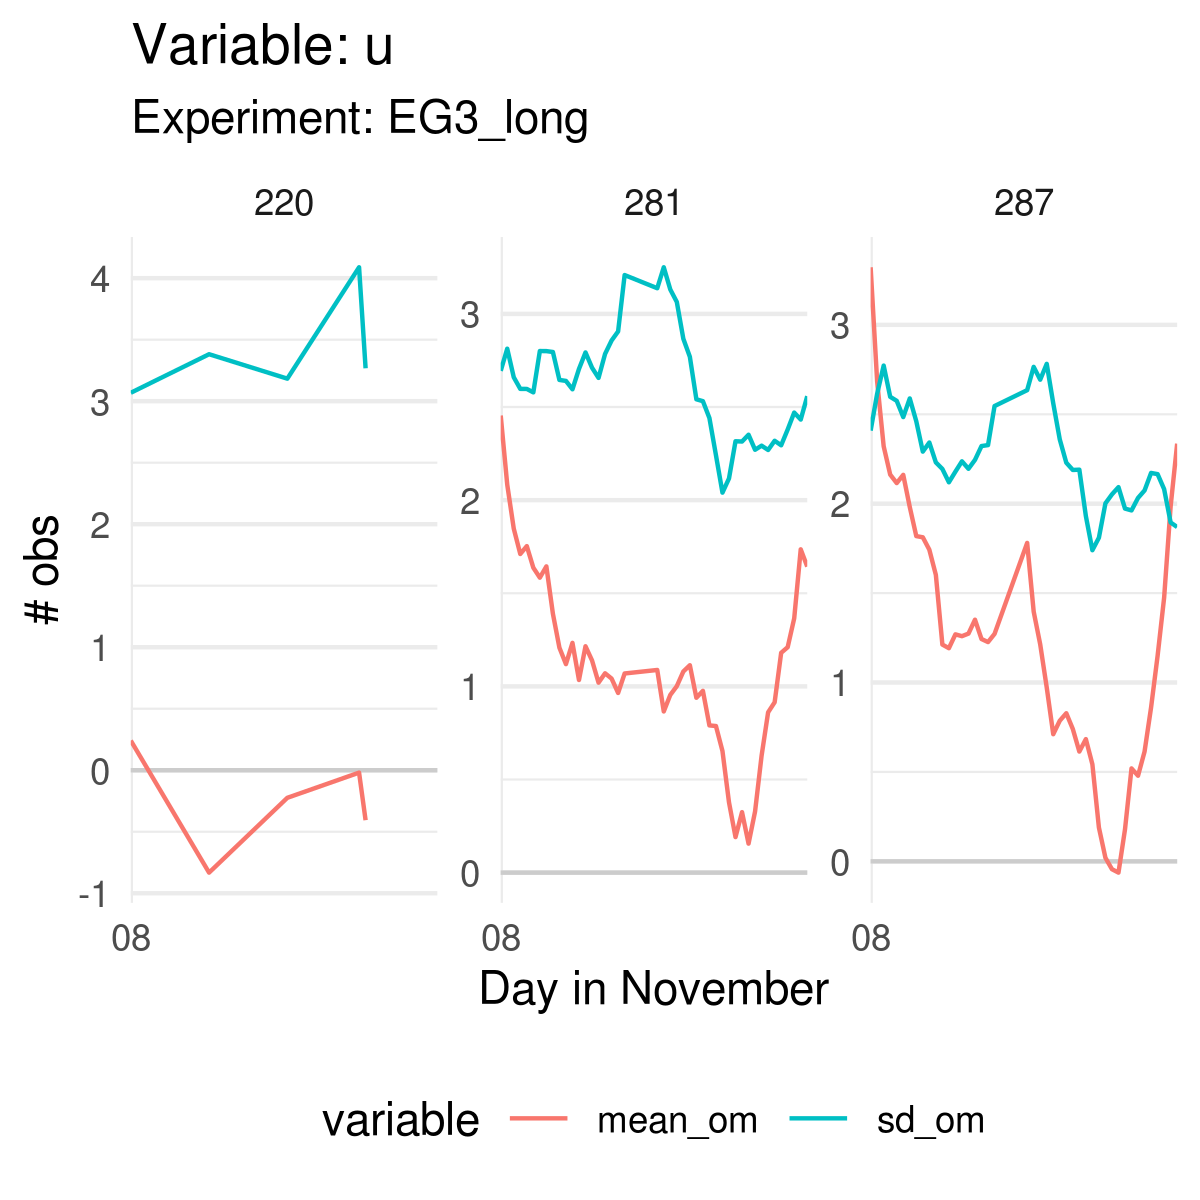 Variable: u
Experiment: EG3_long
220 281 287
4
3
2
1
0
-1
3
2
1
0
3
2
1
0
# obs
08 08 08
Day in November
variable mean_om sd_om